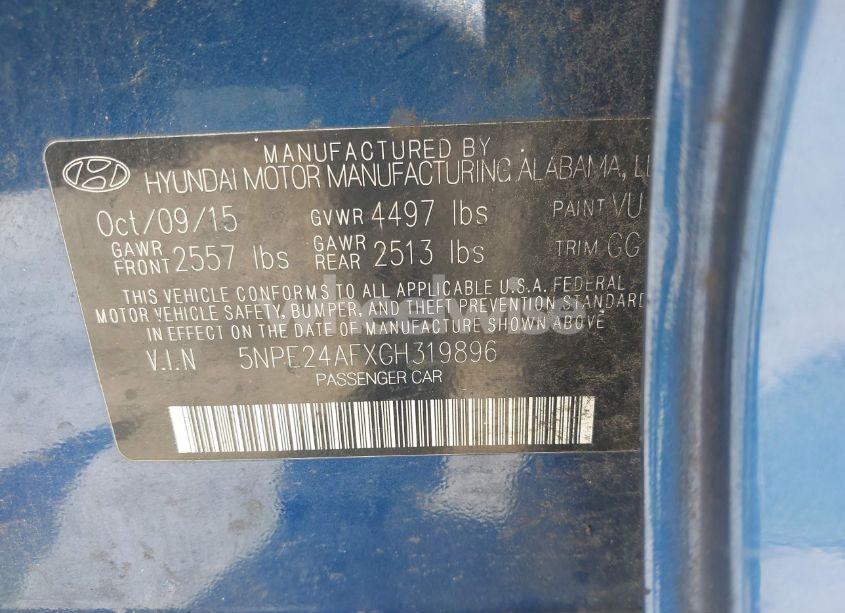 MANUFACTURED BY
HYUNDAI MOTOR MANUFACTURING ALABAMA, LL
Oct/09/15 GVWR 4497 lbs PAINT VU
GAWR FRONT 2557 lbs GAWR REAR 2513 lbs TRIM GG
THIS VEHICLE CONFORMS TO ALL APPLICABLE U.S.A. FEDERAL
MOTOR VEHICLE SAFETY, BUMPER, AND THEFT PREVENTION STANDARD
IN EFFECT ON THE DATE OF MANUFACTURE SHOWN ABOVE
V.I.N 5NPE24AFXGH319896
PASSENGER CAR